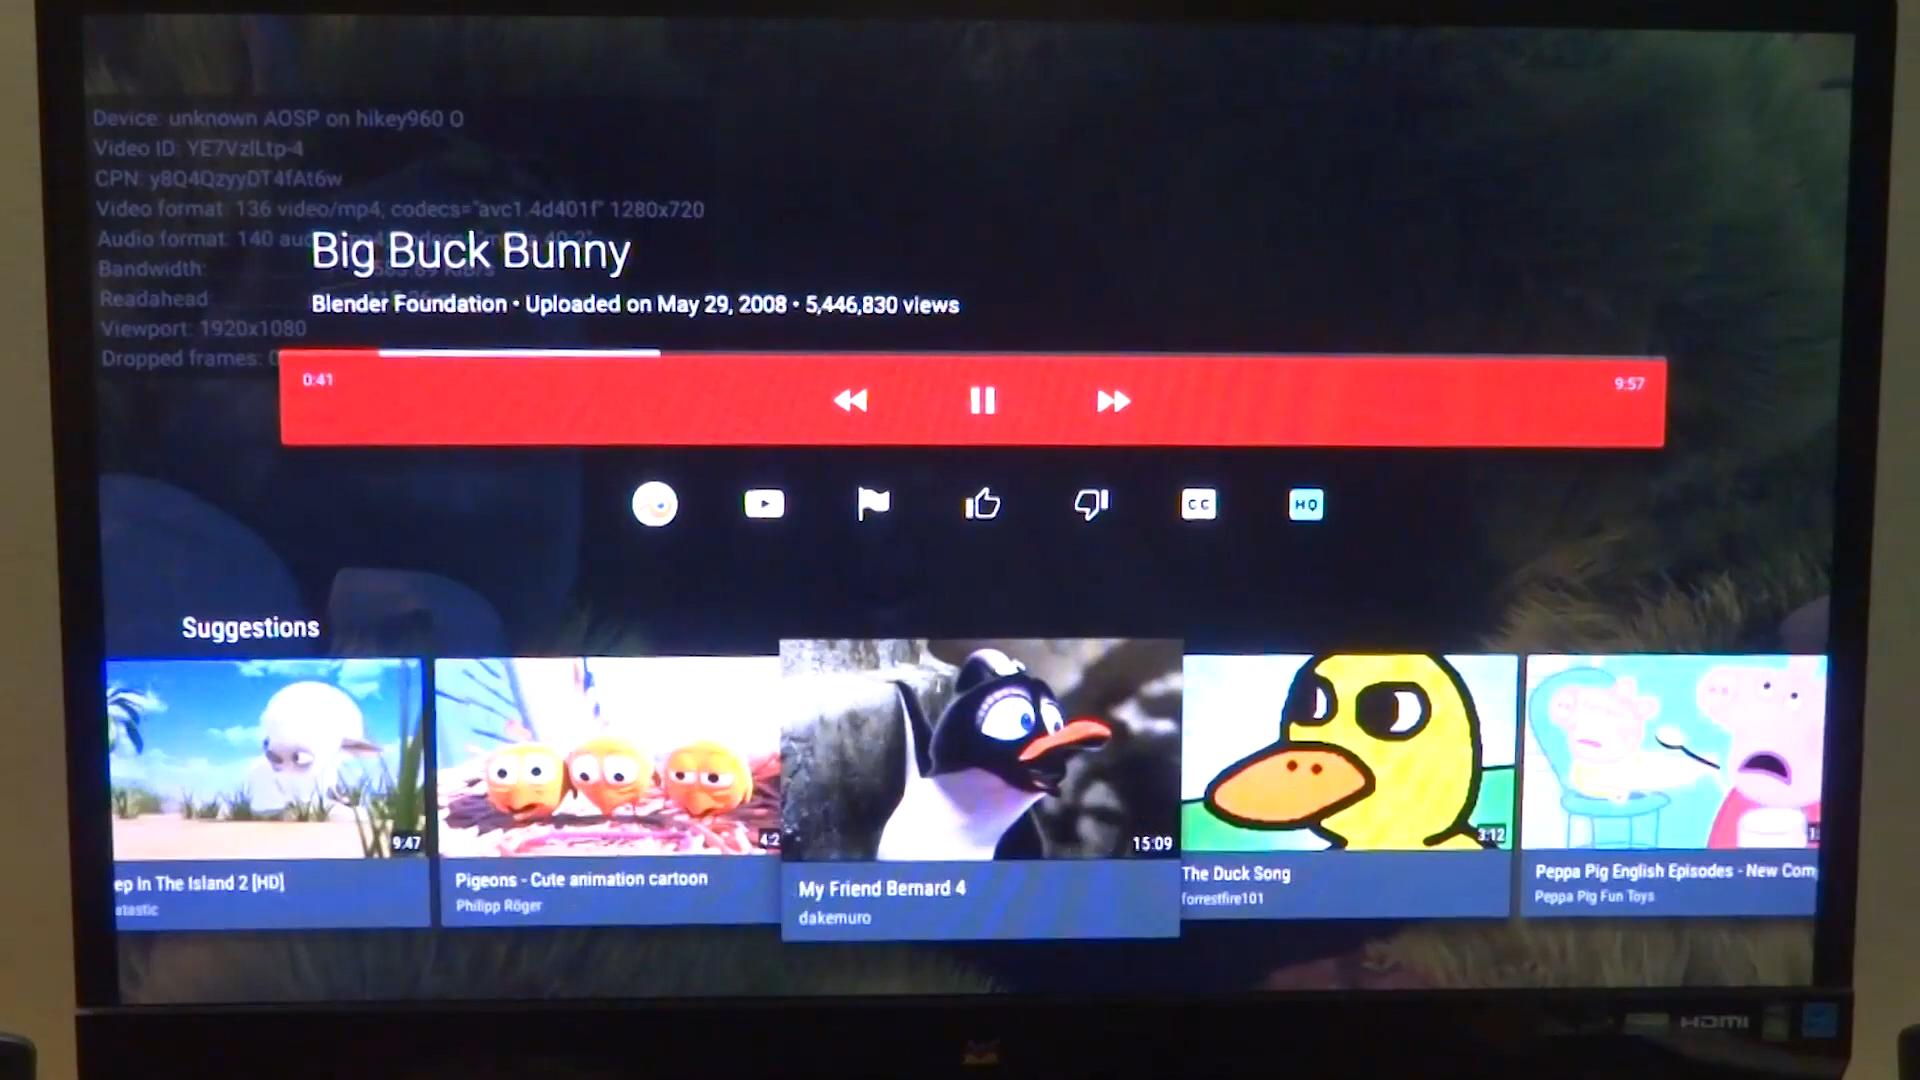 Device: unknown AOSP on hikey960 O
Video ID: YE7VzlLtp-4
CPN: y8Q4QzyyDT4fAt6w
Video format: 136 video/mp4; codecs="avc1.4d401f" 1280x720
Audio format: 140
Big Buck Bunny
Bandwidth:
Readahead
Blender Foundation • Uploaded on May 29, 2008 • 5,446,830 views
Viewport: 1920x1080
Dropped frames:
0:41
9:57
CC
HQ
Suggestions
9:47
4:2
15:09
3:12
ep In The Island 2 [HD]
Pigeons - Cute animation cartoon
Philipp Röger
My Friend Bernard 4
dakemuro
The Duck Song
forrestfire101
Peppa Pig English Episodes - New Com
Peppa Pig Fun Toys
HDMI